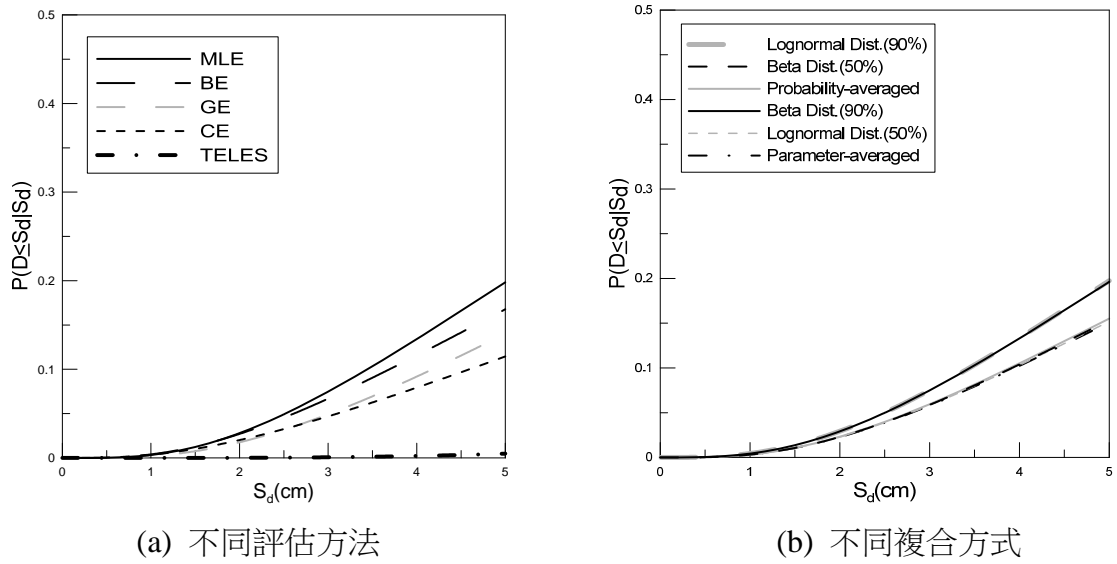 0.5
0.4
0.3
0.2
0.1
0
P(D≤Sd|Sd)
MLE
BE
GE
CE
TELES
0 1 2 3 4 5
Sd(cm)
(a) 不同評估方法
0.5
0.4
0.3
0.2
0.1
0
P(D≤Sd|Sd)
Lognormal Dist.(90%)
Beta Dist.(50%)
Probability-averaged
Beta Dist.(90%)
Lognormal Dist.(50%)
Parameter-averaged
0 1 2 3 4 5
Sd(cm)
(b) 不同複合方式